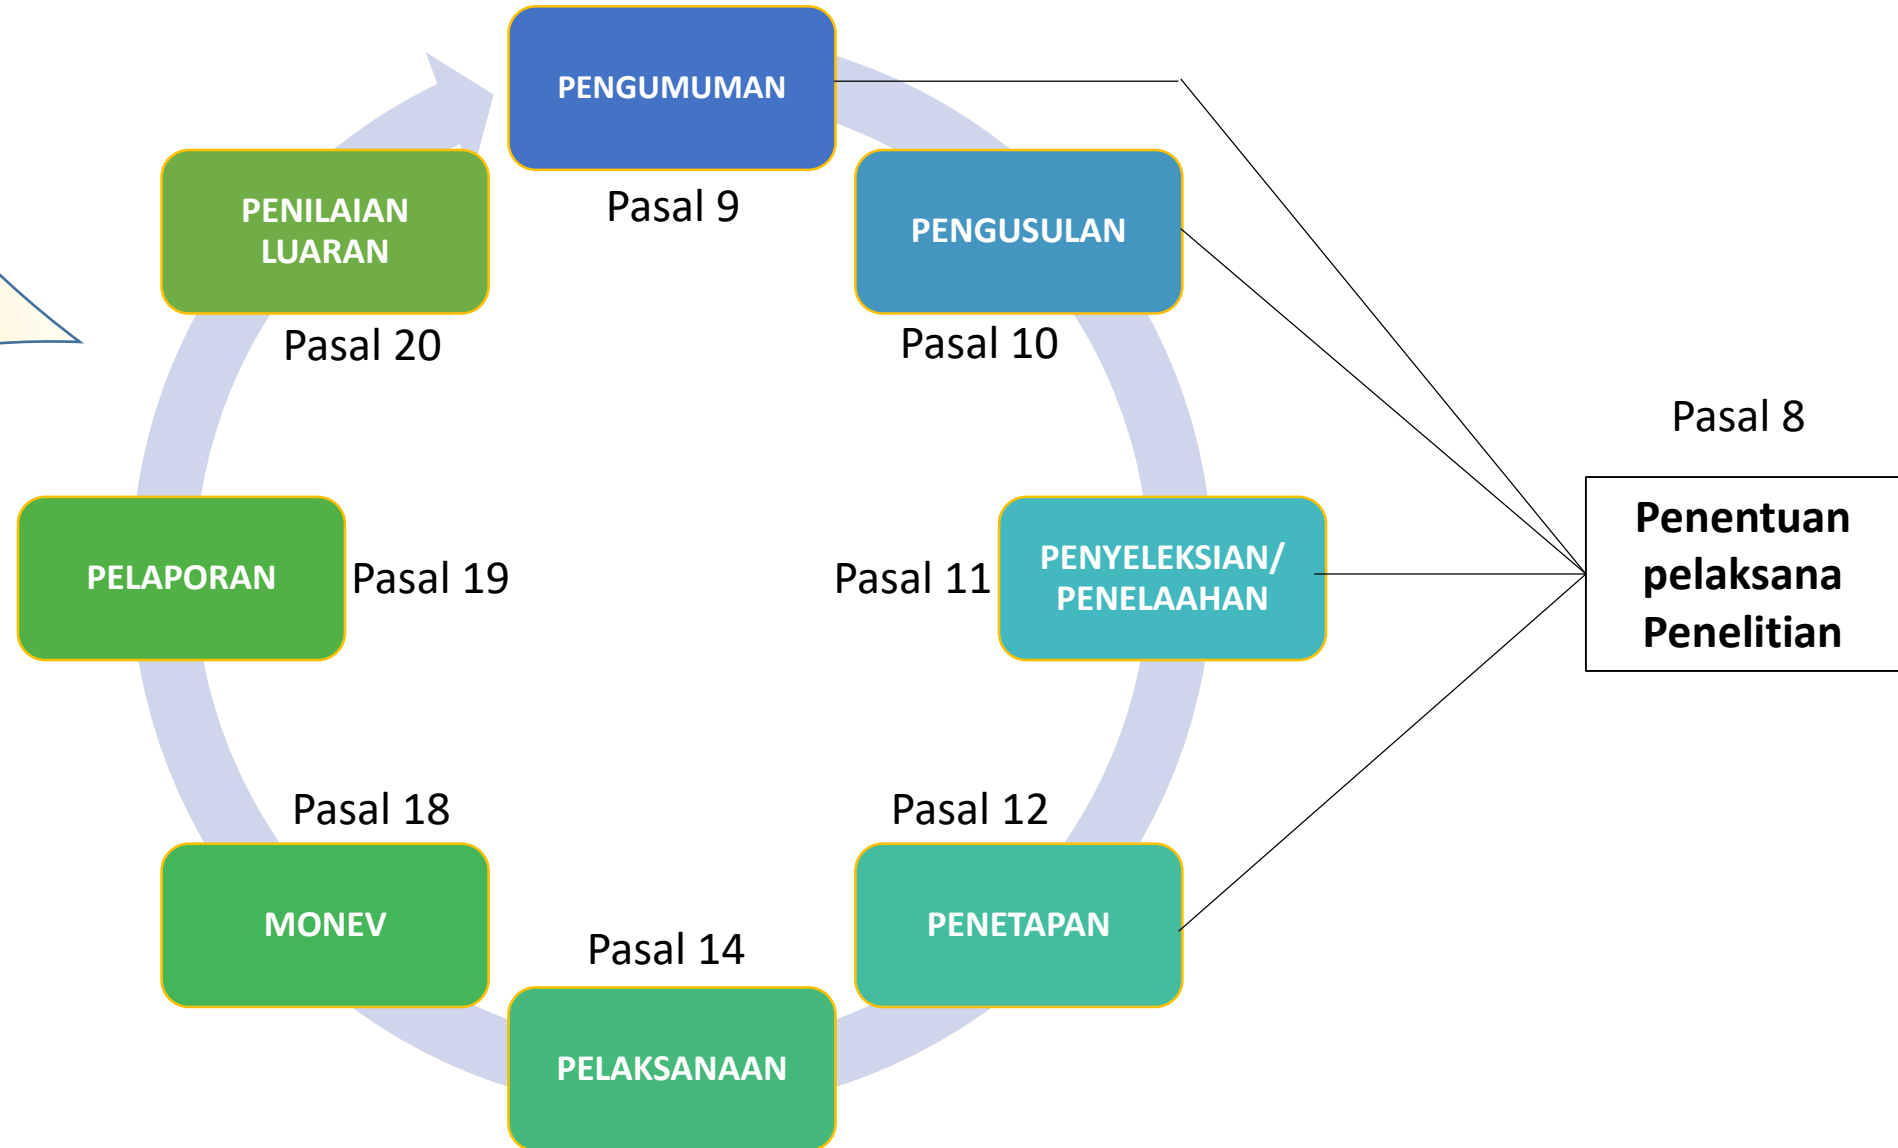 PENGUMUMAN
Pasal 9
PENGUSULAN
Pasal 10
PENYELEKSIAN/
PENELAAHAN
Pasal 11
Pasal 12
PENETAPAN
Pasal 14
PELAKSANAAN
Pasal 18
MONEV
PELAPORAN
Pasal 19
PENILAIAN
LUARAN
Pasal 20
Pasal 8
Penentuan
pelaksana
Penelitian